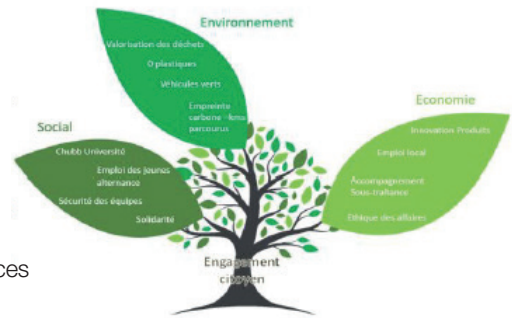 Environnement
Valorisation des déchets
0 plastiques
Véhicules verts
Empreinte
carbone -kms
parcourus
Social
Chubb Université
Emploi des Jeunes
alternance
Sécurité des équipes
Solidarité
Economie
Innovation Produits
Emploi local
Accompagnement
Sous-traitance
Ethique des affaires
Engagement
citoyen
ces